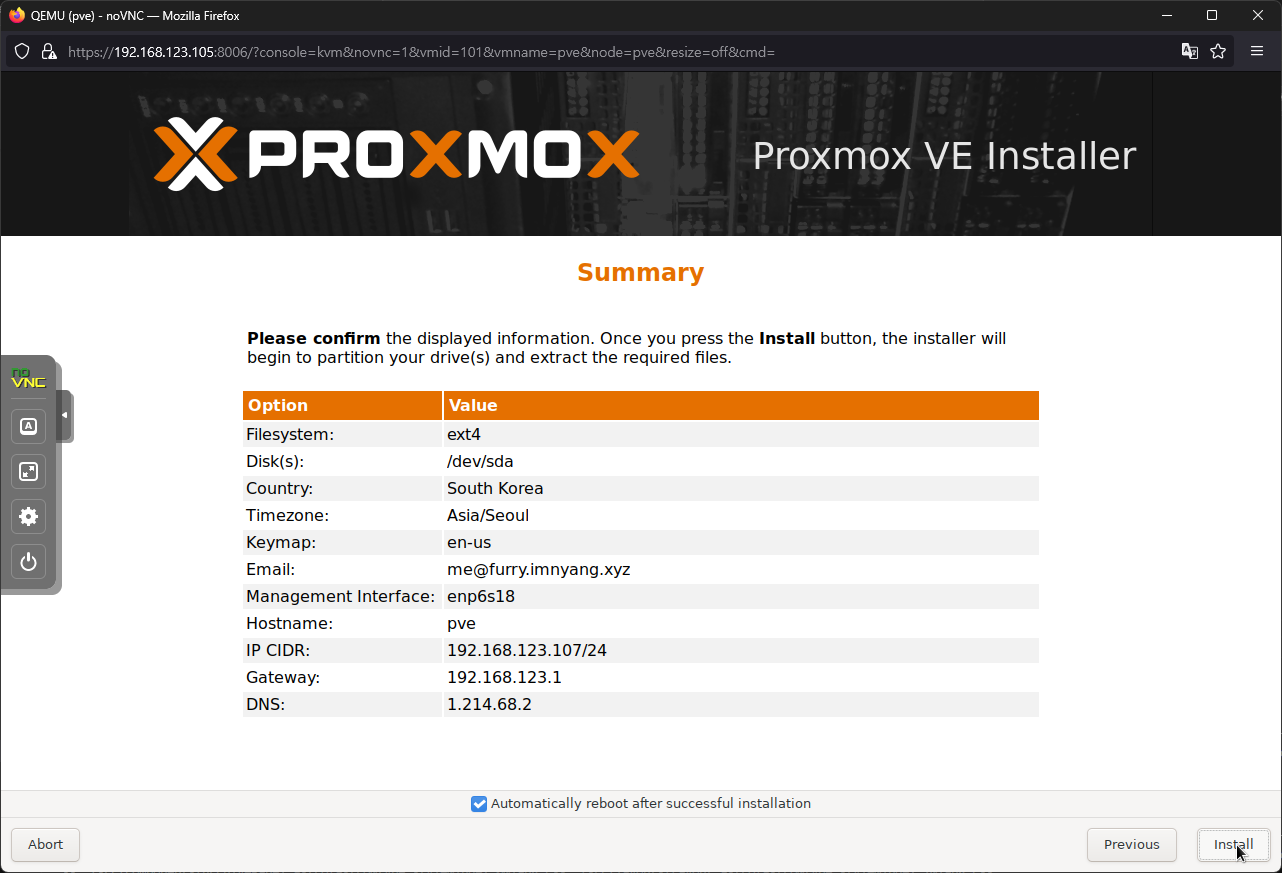 QEMU (pve) - noVNC — Mozilla Firefox
https://192.168.123.105:8006/?console=kvm&novnc=1&vmid=101&vmname=pve&node=pve&resize=off&cmd=
PROXMOX
Proxmox VE Installer
Summary
Please confirm the displayed information. Once you press the Install button, the installer will
begin to partition your drive(s) and extract the required files.
no
VNC
A
Option Value
Filesystem: ext4
Disk(s): /dev/sda
Country: South Korea
Timezone: Asia/Seoul
Keymap: en-us
Email: me@furry.imnyang.xyz
Management Interface: enp6s18
Hostname: pve
IP CIDR: 192.168.123.107/24
Gateway: 192.168.123.1
DNS: 1.214.68.2
Automatically reboot after successful installation
Abort Previous Install